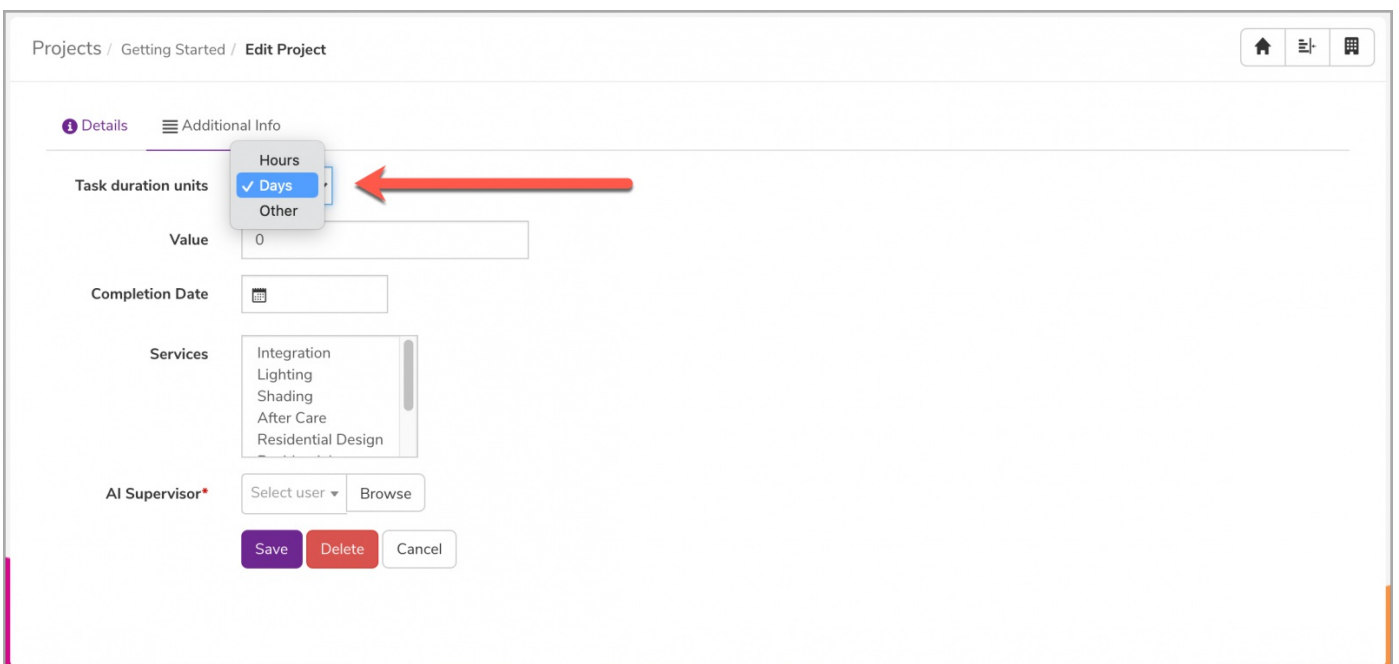 Projects / Getting Started / Edit Project
Details Additional Info
Hours
Task duration units ✓ Days
Other
Value 0
Completion Date
Services Integration
Lighting
Shading
After Care
Residential Design
AI Supervisor* Select user Browse
Save Delete Cancel